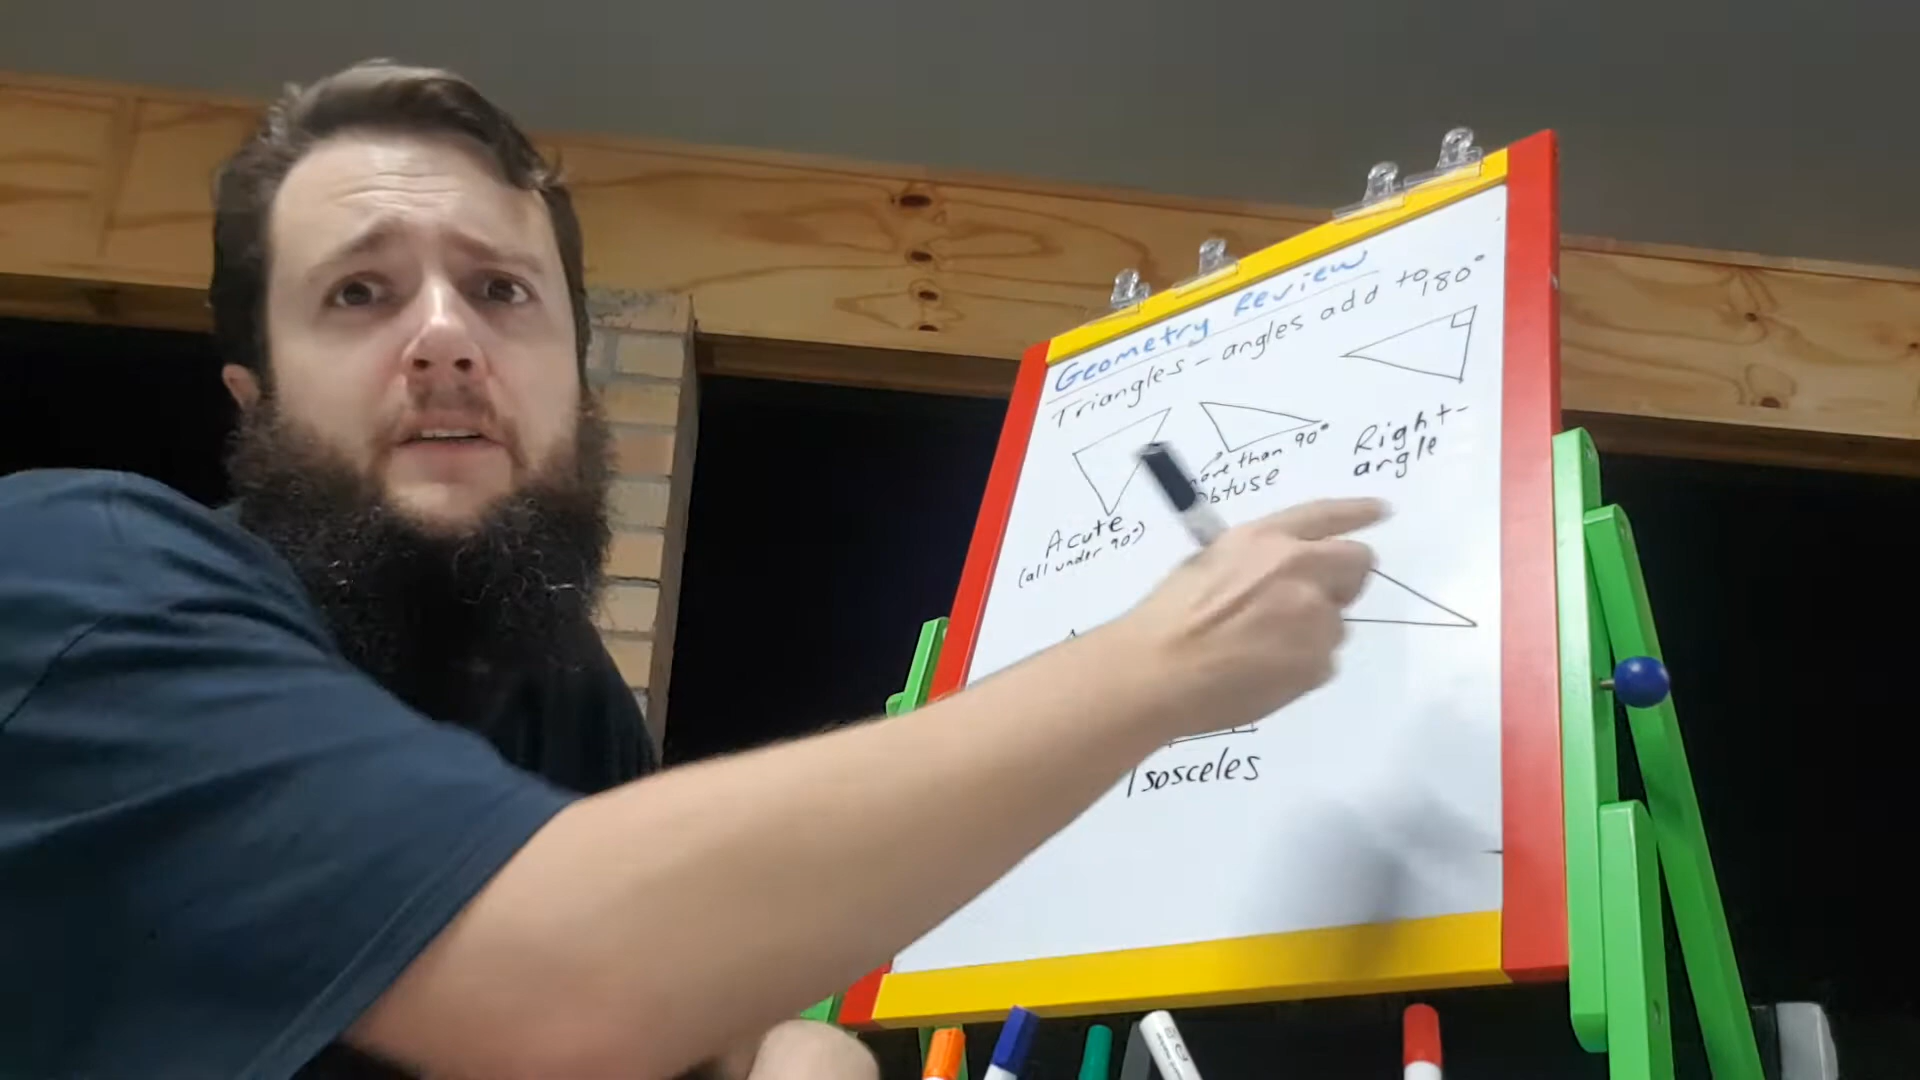 Geometry Review
Triangles - angles add to 180°
more than 90°
obtuse
Right-
angle
Acute
(all under 90°)
Isosceles